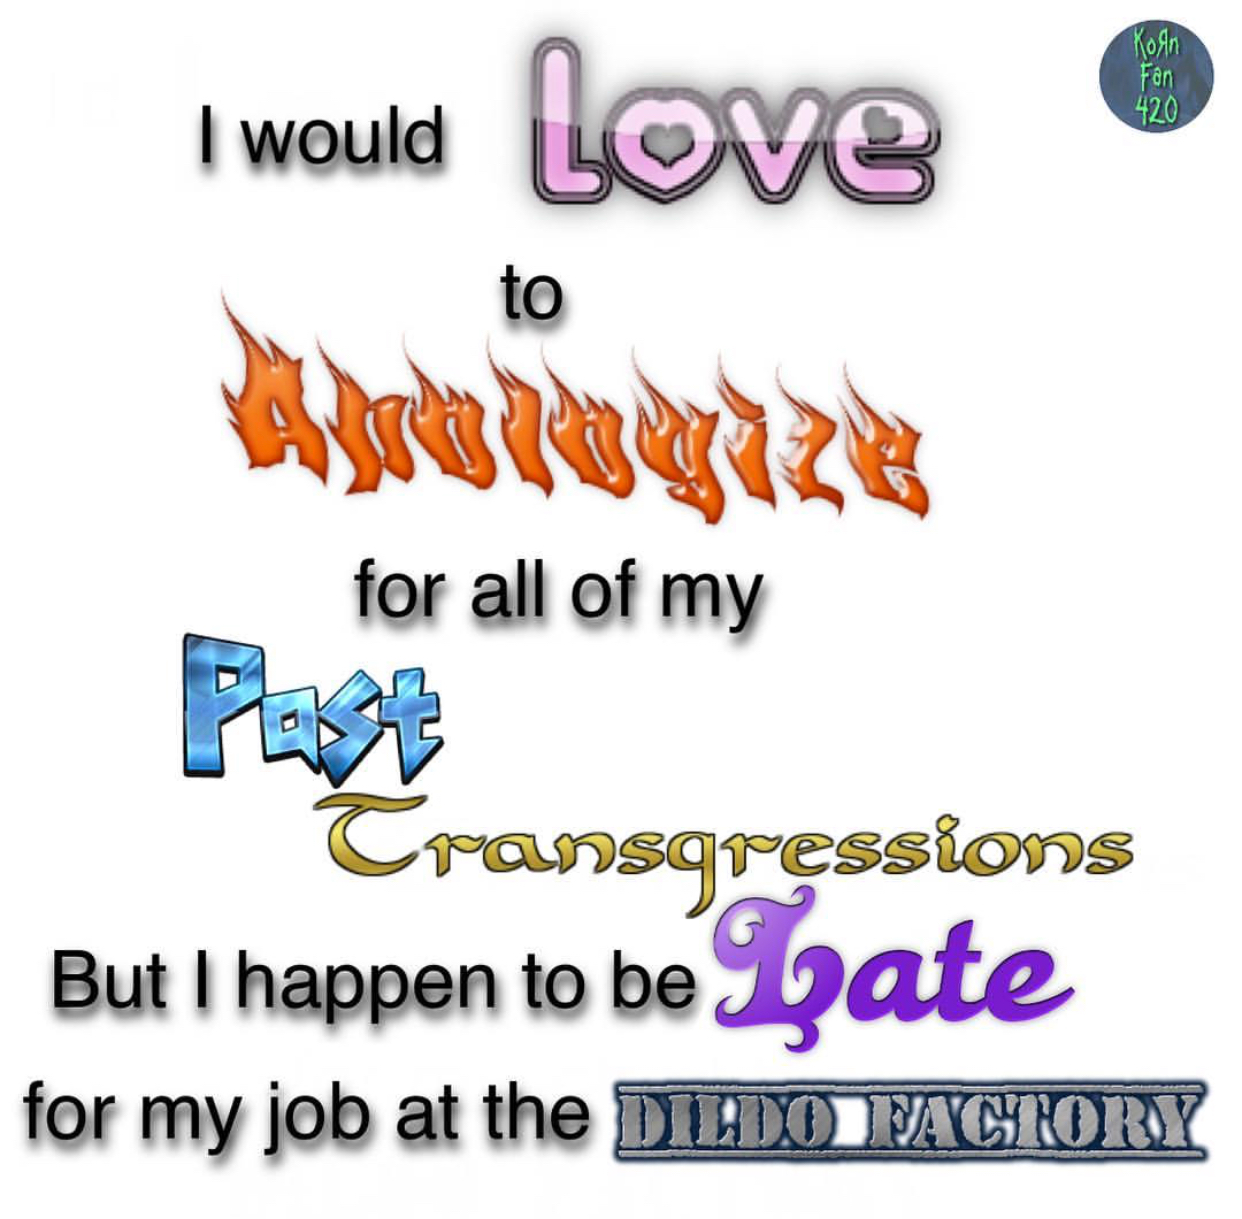 I would Love
to
Apologize
for all of my
Past
Transgressions
But I happen to be Late
for my job at the DILDO FACTORY
KoЯn
Fan
420